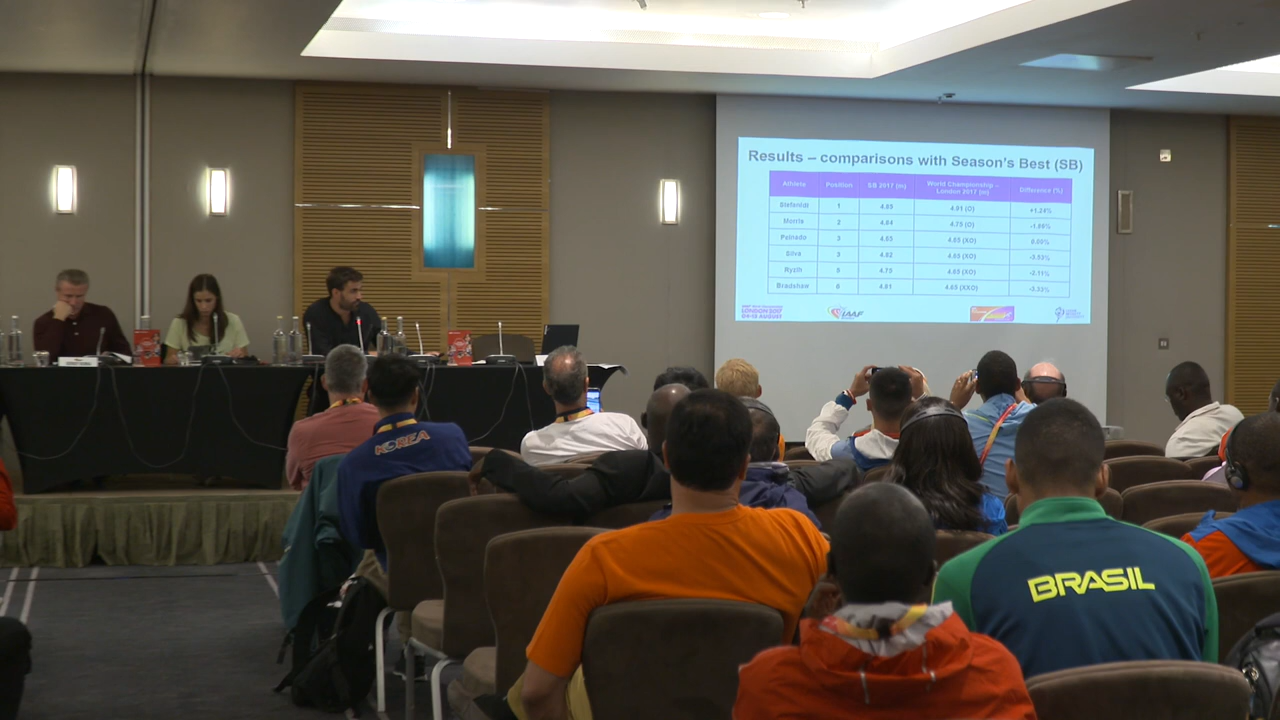 Results – comparisons with Season's Best (SB)
Athlete Position SB 2017 (m) World Championship – London 2017 (m) Difference (%)
Stefanidi 1 4.85 4.91 (O) +1,24%
Morris 2 4.84 4.75 (O) -1,86%
Peinado 3 4.65 4.65 (XO) 0,00%
Silva 3 4.82 4.65 (XO) -3,53%
Ryzih 5 4.75 4.65 (XO) -2,11%
Bradshaw 6 4.81 4.65 (XXO) -3,33%
LONDON 2017
IAAF
KOREA
BRASIL